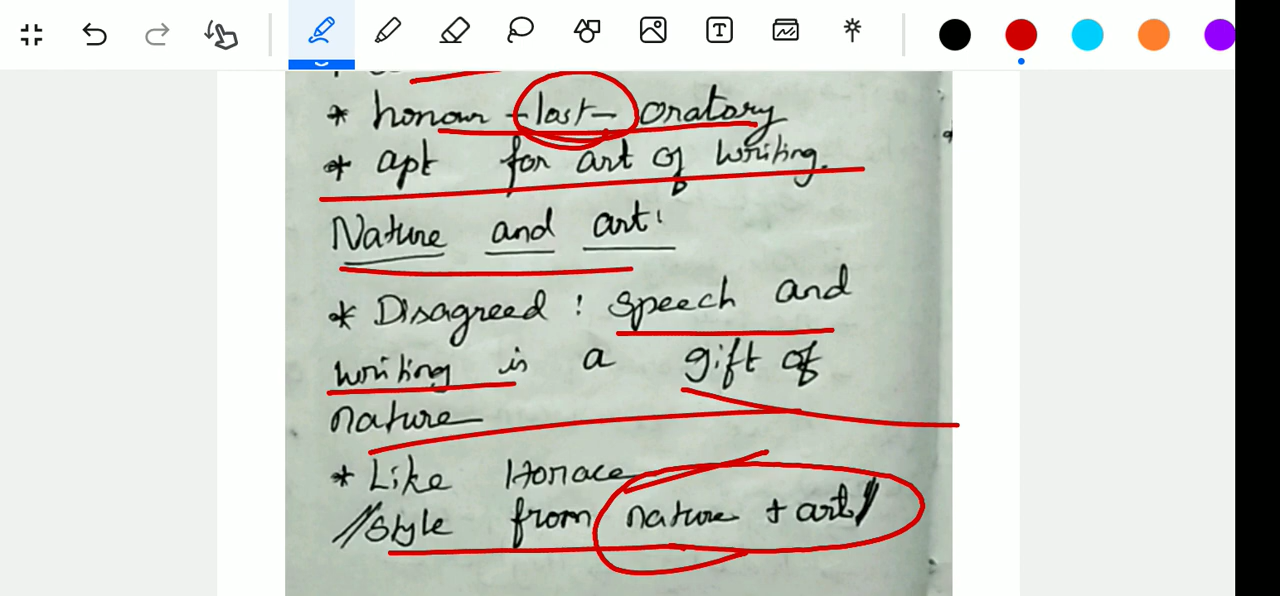 * honour -last- oratory
* apt for art of writing.
Nature and art:
* Disagreed : speech and
writing is a gift of
nature
* Like Horace
//Style from nature + art//